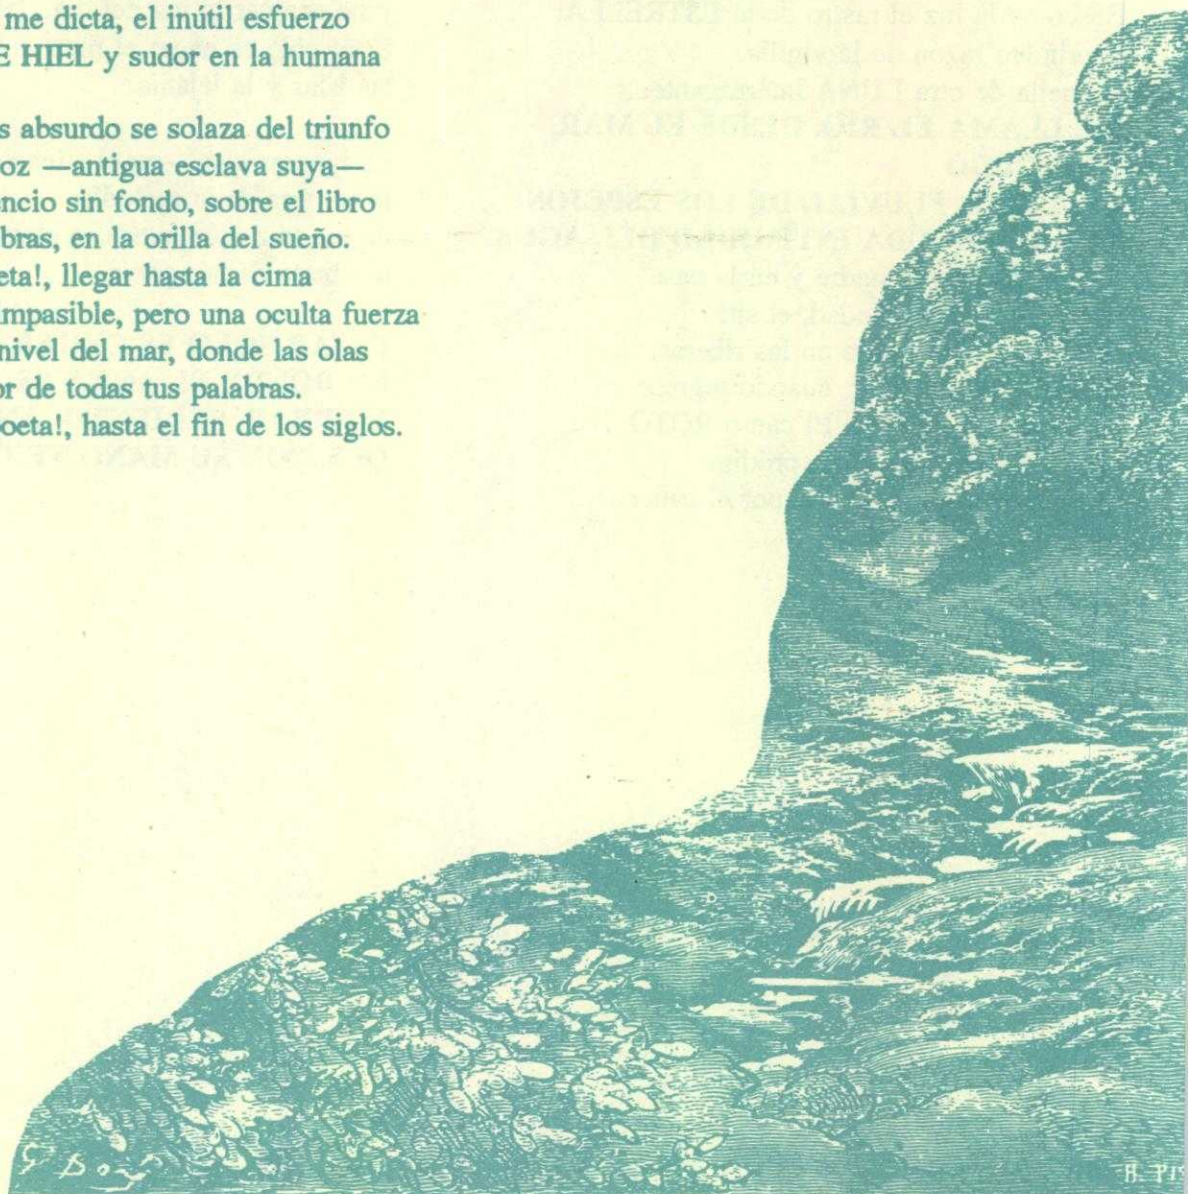 me dicta, el inútil esfuerzo
E HIEL y sudor en la humana
s absurdo se solaza del triunfo
oz —antigua esclava suya—
encio sin fondo, sobre el libro
bras, en la orilla del sueño.
eta!, llegar hasta la cima
impasible, pero una oculta fuerza
nivel del mar, donde las olas
or de todas tus palabras.
oeta!, hasta el fin de los siglos.